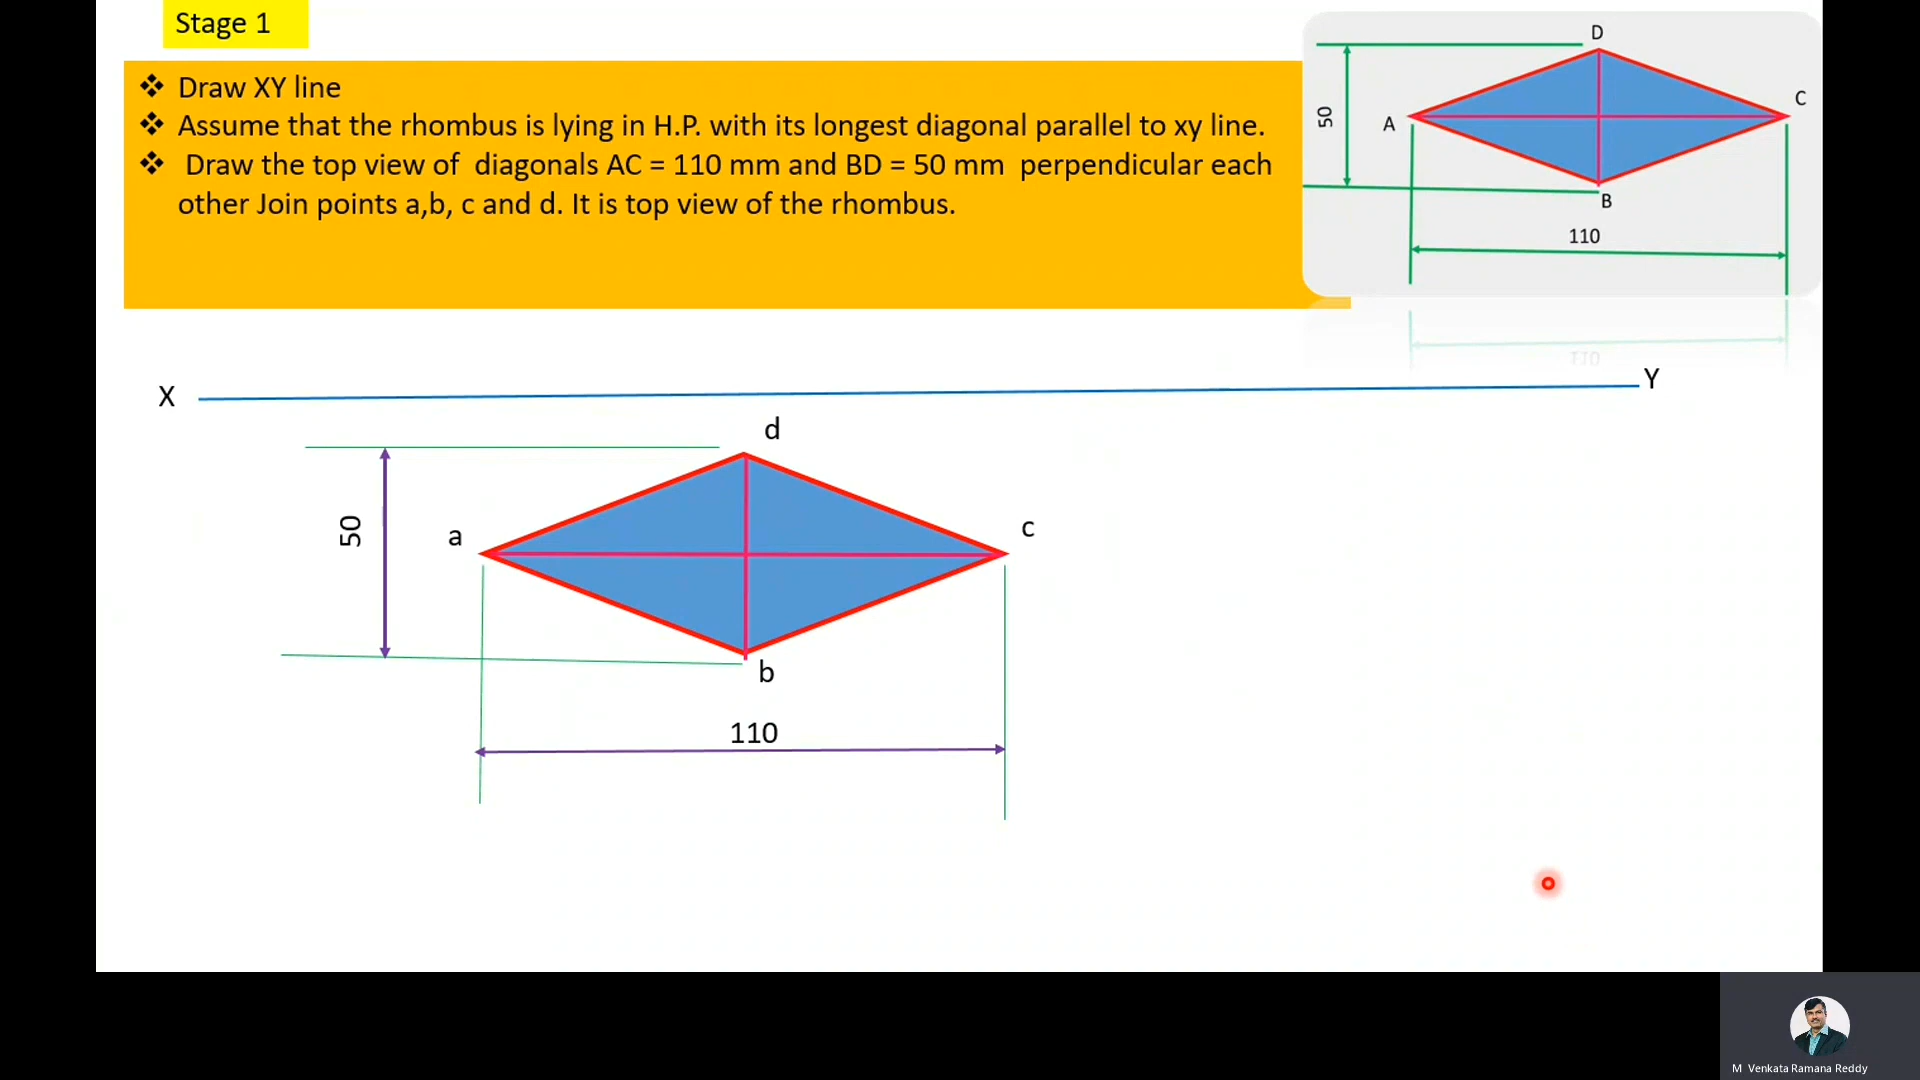 Stage 1
❖ Draw XY line
❖ Assume that the rhombus is lying in H.P. with its longest diagonal parallel to xy line.
❖ Draw the top view of diagonals AC = 110 mm and BD = 50 mm perpendicular each
other Join points a,b, c and d. It is top view of the rhombus.
D
C
50
A
B
110
110
X
Y
d
50
a
c
b
110
M Venkata Ramana Reddy